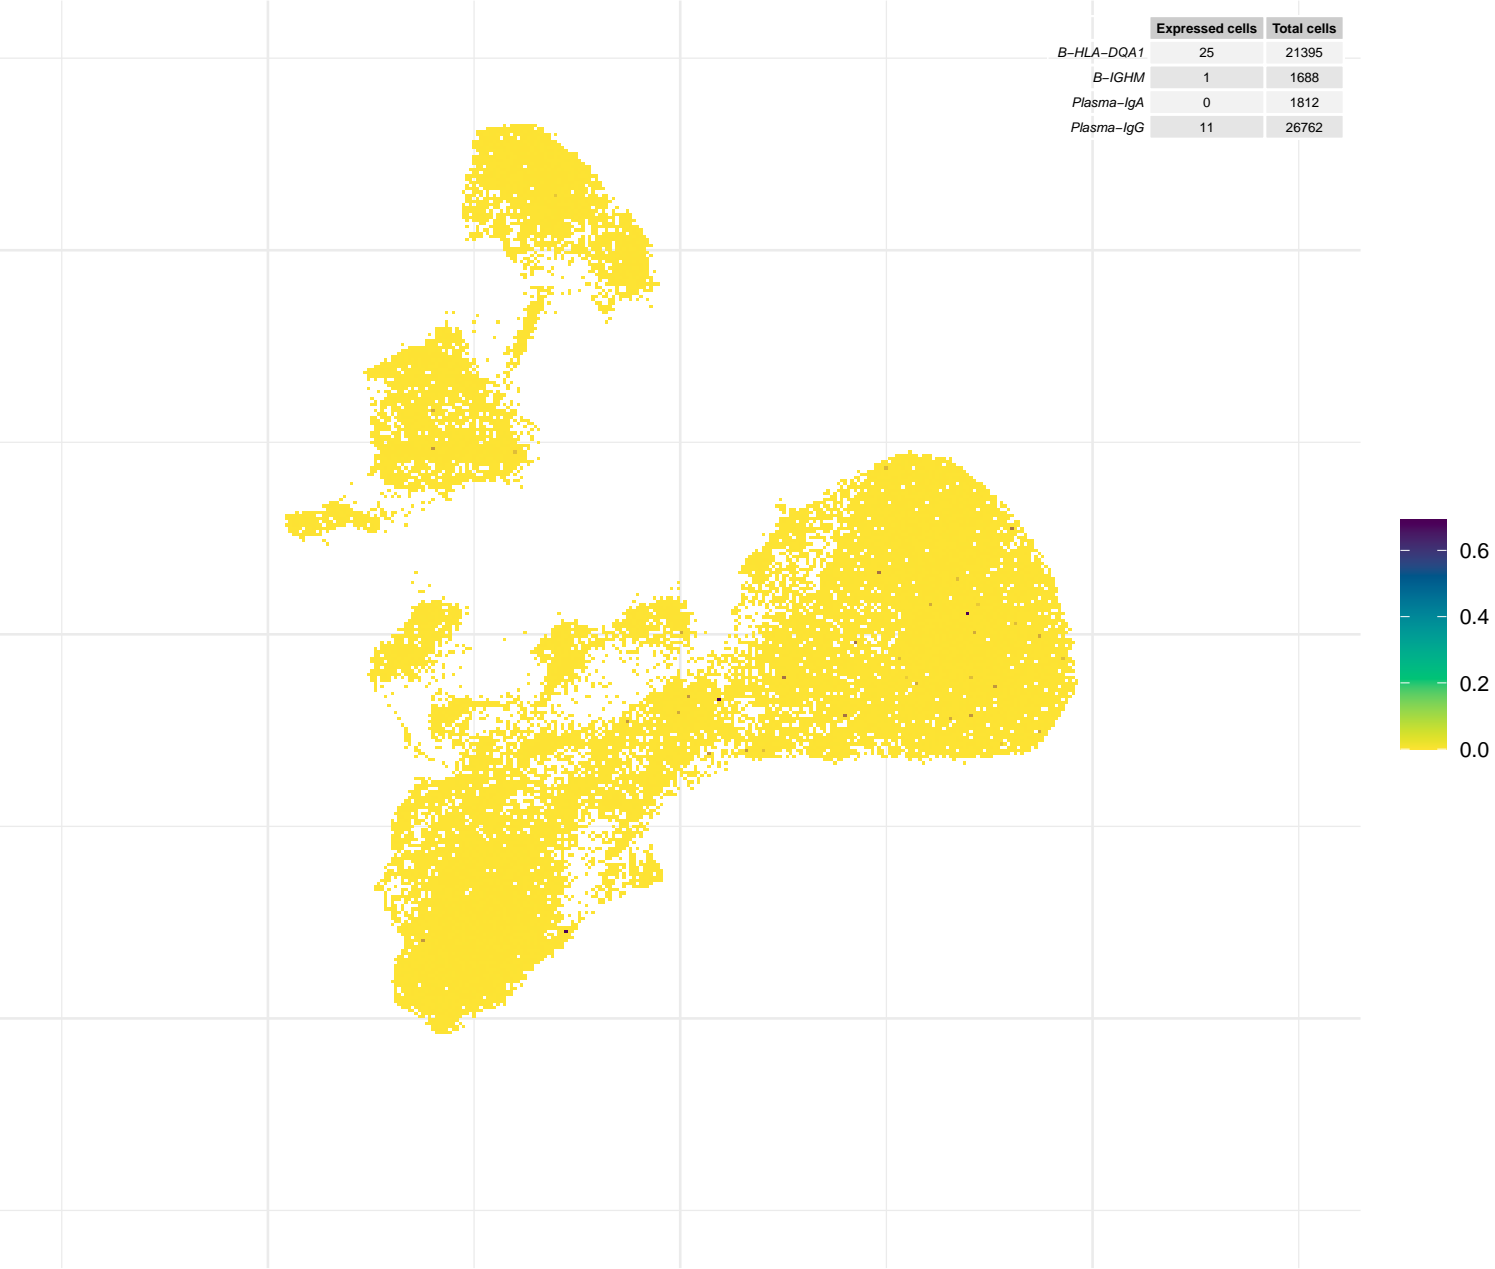 Expressed cells Total cells
B−HLA−DQA1 25 21395
B−IGHM 1 1688
Plasma−IgA 0 1812
Plasma−IgG 11 26762
0.6
0.4
0.2
0.0